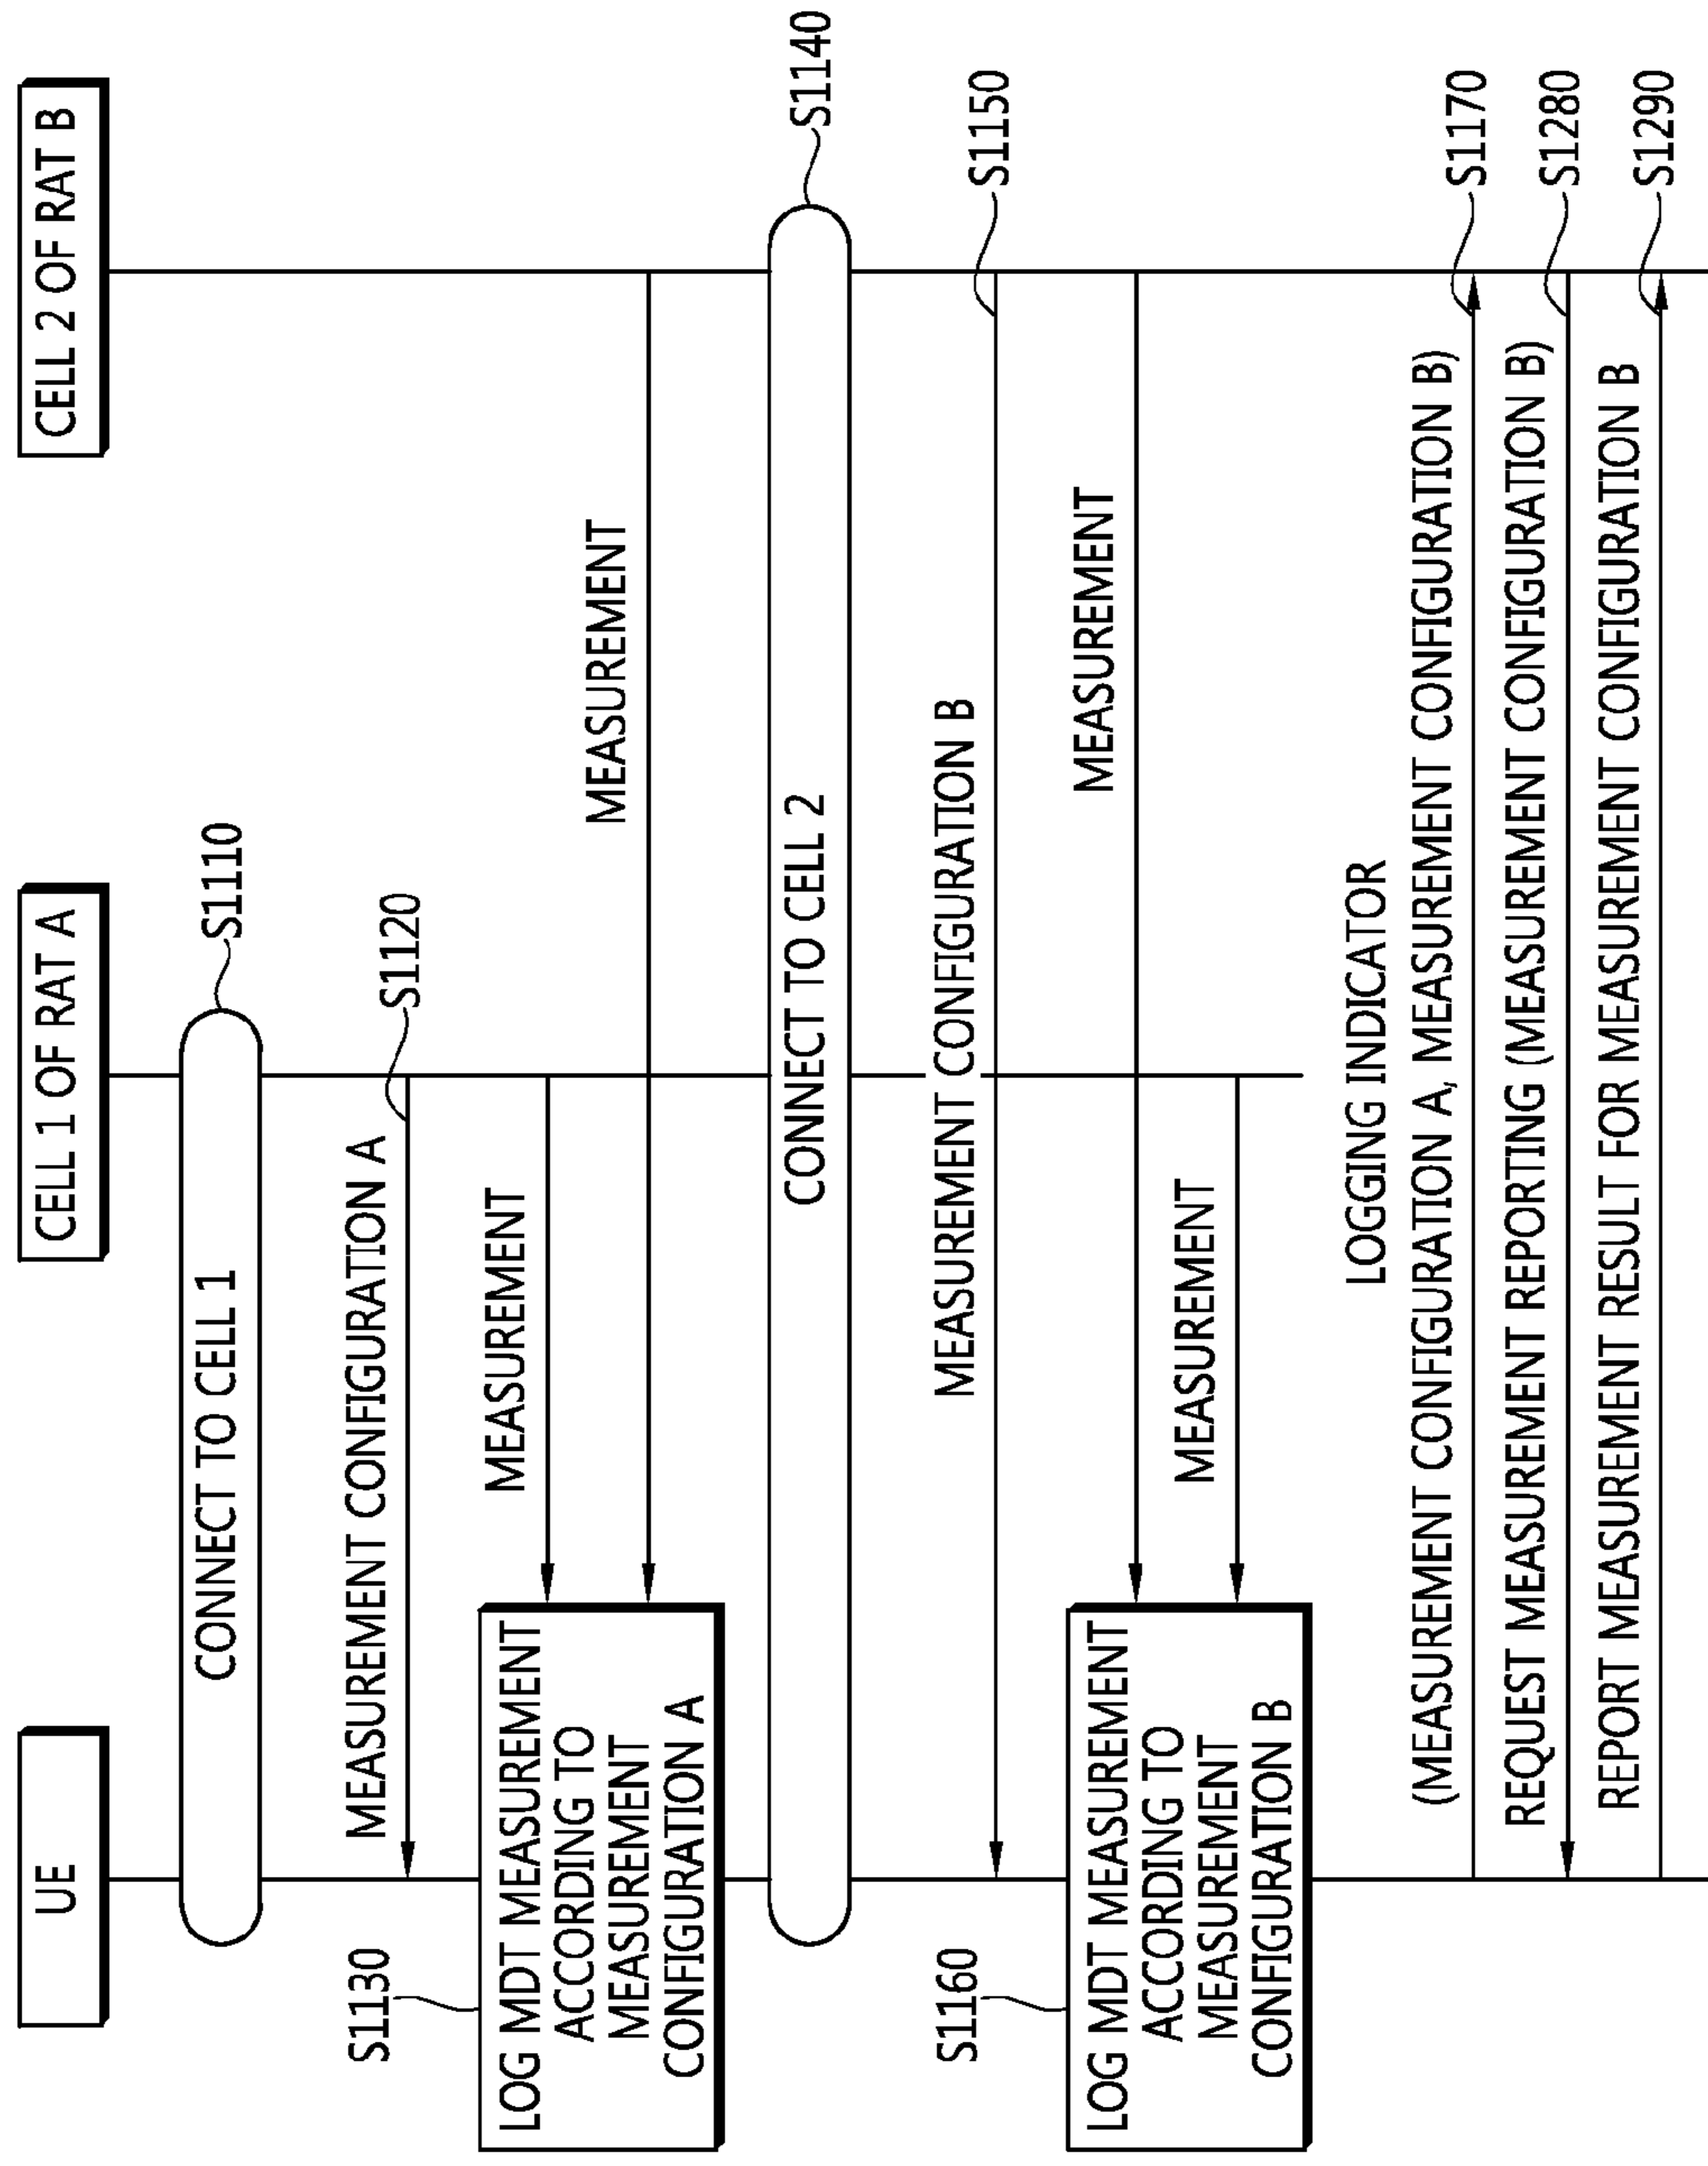 UE
CELL 1 OF RAT A
CELL 2 OF RAT B
CONNECT TO CELL 1
S1110
MEASUREMENT CONFIGURATION A
S1120
S1130
LOG MDT MEASUREMENT
ACCORDING TO
MEASUREMENT
CONFIGURATION A
MEASUREMENT
MEASUREMENT
CONNECT TO CELL 2
S1140
MEASUREMENT CONFIGURATION B
S1150
S1160
LOG MDT MEASUREMENT
ACCORDING TO
MEASUREMENT
CONFIGURATION B
MEASUREMENT
MEASUREMENT
LOGGING INDICATOR
(MEASUREMENT CONFIGURATION A, MEASUREMENT CONFIGURATION B)
S1170
REQUEST MEASUREMENT REPORTING (MEASUREMENT CONFIGURATION B)
S1280
REPORT MEASUREMENT RESULT FOR MEASUREMENT CONFIGURATION B
S1290